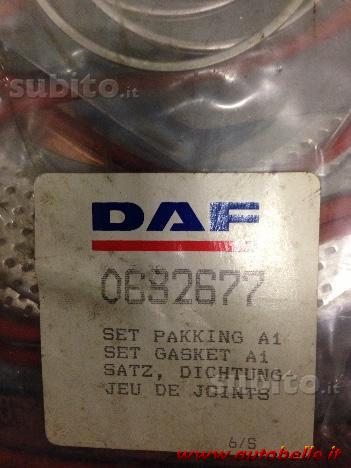 subito.it
DAF
0682677
SET PAKKING A1
SET GASKET A1
SATZ, DICHTUNG-
JEU DE JOINTS
subito.it
6/S
www.autobelle.it